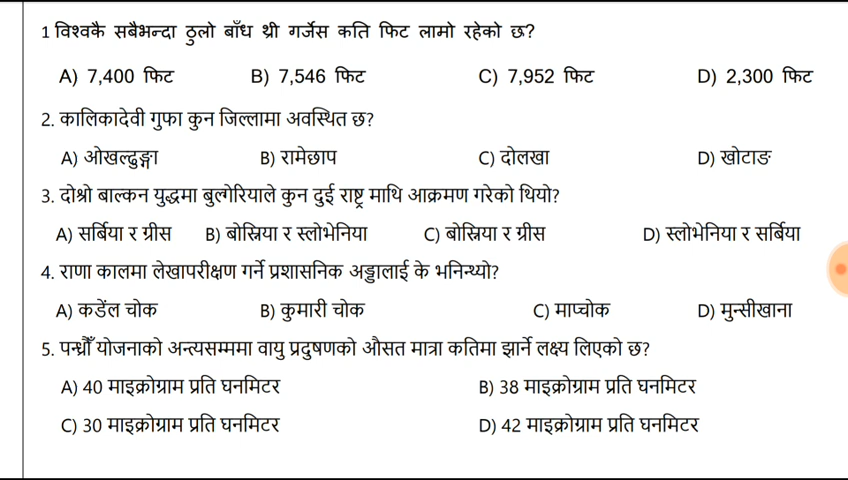 1 विश्वकै सबैभन्दा ठुलो बाँध थ्री गर्जेस कति फिट लामो रहेको छ?
A) 7,400 फिट B) 7,546 फिट C) 7,952 फिट D) 2,300 फिट
2. कालिकादेवी गुफा कुन जिल्लामा अवस्थित छ?
A) ओखल्ढुङ्गा B) रामेछाप C) दोलखा D) खोटाङ
3. दोश्रो बाल्कन युद्धमा बुल्गेरियाले कुन दुई राष्ट्र माथि आक्रमण गरेको थियो?
A) सर्बिया र ग्रीस B) बोस्निया र स्लोभेनिया C) बोस्निया र ग्रीस D) स्लोभेनिया र सर्बिया
4. राणा कालमा लेखापरीक्षण गर्ने प्रशासनिक अड्डालाई के भनिन्थ्यो?
A) कडेंल चोक B) कुमारी चोक C) माप्चोक D) मुन्सीखाना
5. पन्ध्रौँ योजनाको अन्त्यसम्ममा वायु प्रदुषणको औसत मात्रा कतिमा झार्ने लक्ष्य लिएको छ?
A) 40 माइक्रोग्राम प्रति घनमिटर B) 38 माइक्रोग्राम प्रति घनमिटर
C) 30 माइक्रोग्राम प्रति घनमिटर D) 42 माइक्रोग्राम प्रति घनमिटर